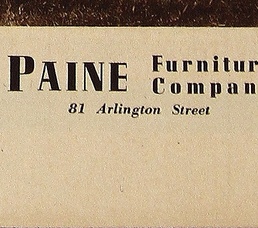 PAINE Furnitur
Compan
81 Arlington Street